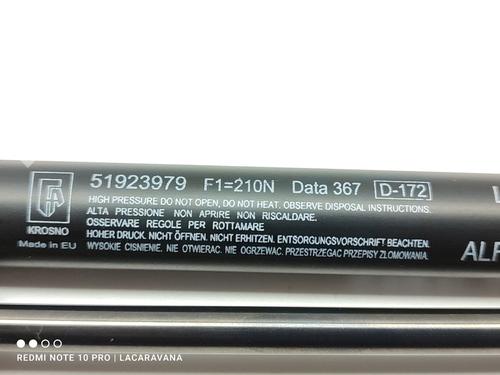 51923979 F1=210N Data 367 D-172
HIGH PRESSURE DO NOT OPEN, DO NOT HEAT. OBSERVE DISPOSAL INSTRUCTIONS.
ALTA PRESSIONE NON APRIRE NON RISCALDARE.
OSSERVARE REGOLE PER ROTTAMARE
HOHER DRUCK. NICHT ÖFFNEN. NICHT ERHITZEN. ENTSORGUNGSVORSCHRIFT BEACHTEN.
WYSOKIE CISNIENIE. NIE OTWIERAC. NIE OGRZEWAC. PRZESTRZEGAC PRZEPISY ZLOMOWANIA.
KROSNO
Made in EU
ALF
REDMI NOTE 10 PRO | LACARAVANA